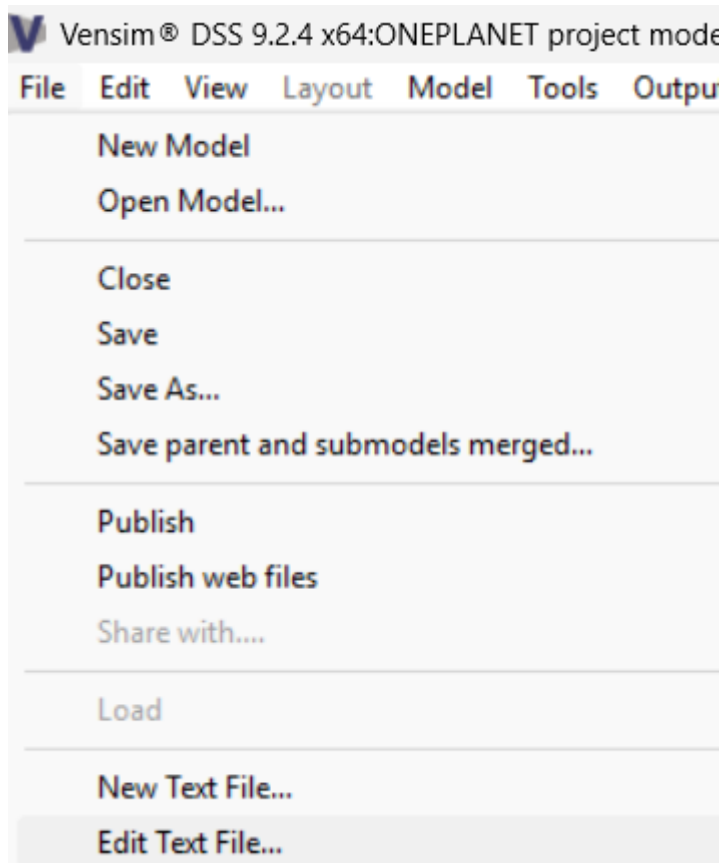 Vensim® DSS 9.2.4 x64:ONEPLANET project mode
File Edit View Layout Model Tools Output
New Model
Open Model...
Close
Save
Save As...
Save parent and submodels merged...
Publish
Publish web files
Share with....
Load
New Text File...
Edit Text File...